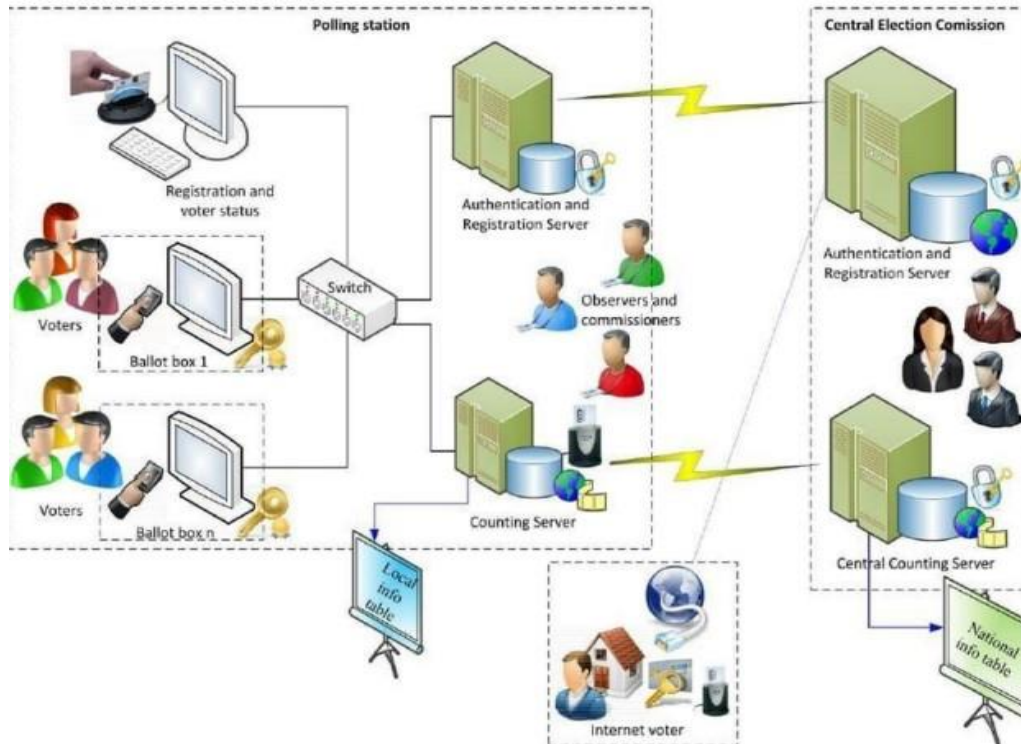 Polling station
Central Election Comission
Registration and
voter status
Authentication and
Registration Server
Authentication and
Registration Server
Switch
Observers and
commissioners
Voters
Ballot box 1
Voters
Ballot box n
Counting Server
Central Counting Server
Local
info
table
National
info table
Internet voter